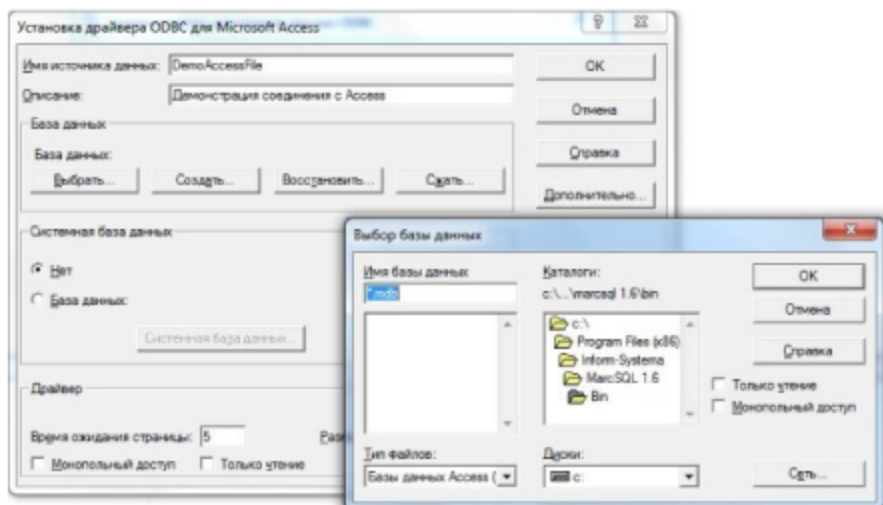 Установка драйвера ODBC для Microsoft Access
Имя источника данных: DemoAccessFile
OK
Описание: Демонстрация соединения с Access
Отмена
База данных
База данных:
Справка
Выбрать... Создать... Восстановить... Сжать...
Дополнительно...
Системная база данных
Нет
База данных:
Системная база данных...
Драйвер
Время ожидания страницы: 5
Монопольный доступ Только чтение
Выбор базы данных
Имя базы данных
*.mdb
Каталоги:
c:\...\marcsql 1.6\bin
c:\
Program Files (x86)
Inform-Systema
MarcSQL 1.6
Bin
OK
Отмена
Справка
Только чтение
Монопольный доступ
Тип файлов:
Базы данных Access (
Диски:
c:
Сеть...